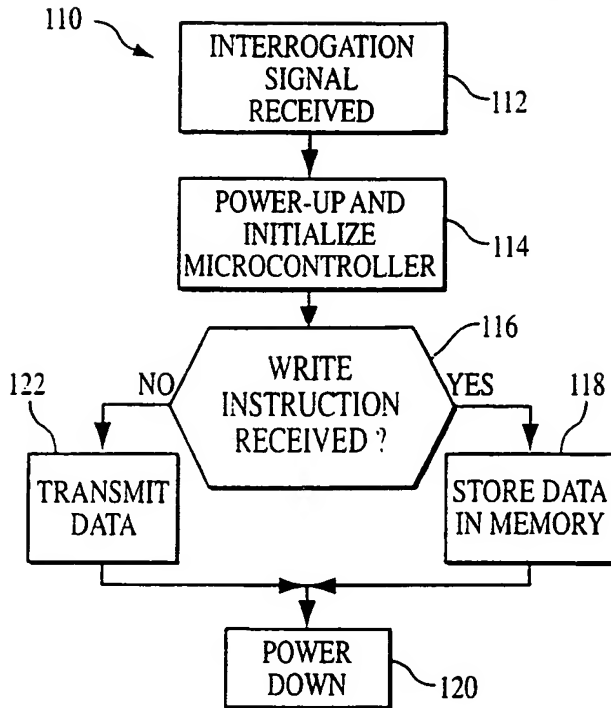 110
INTERROGATION
SIGNAL
RECEIVED
112
POWER-UP AND
INITIALIZE
MICROCONTROLLER
114
116
WRITE
INSTRUCTION
RECEIVED ?
NO
YES
122
118
TRANSMIT
DATA
STORE DATA
IN MEMORY
POWER
DOWN
120